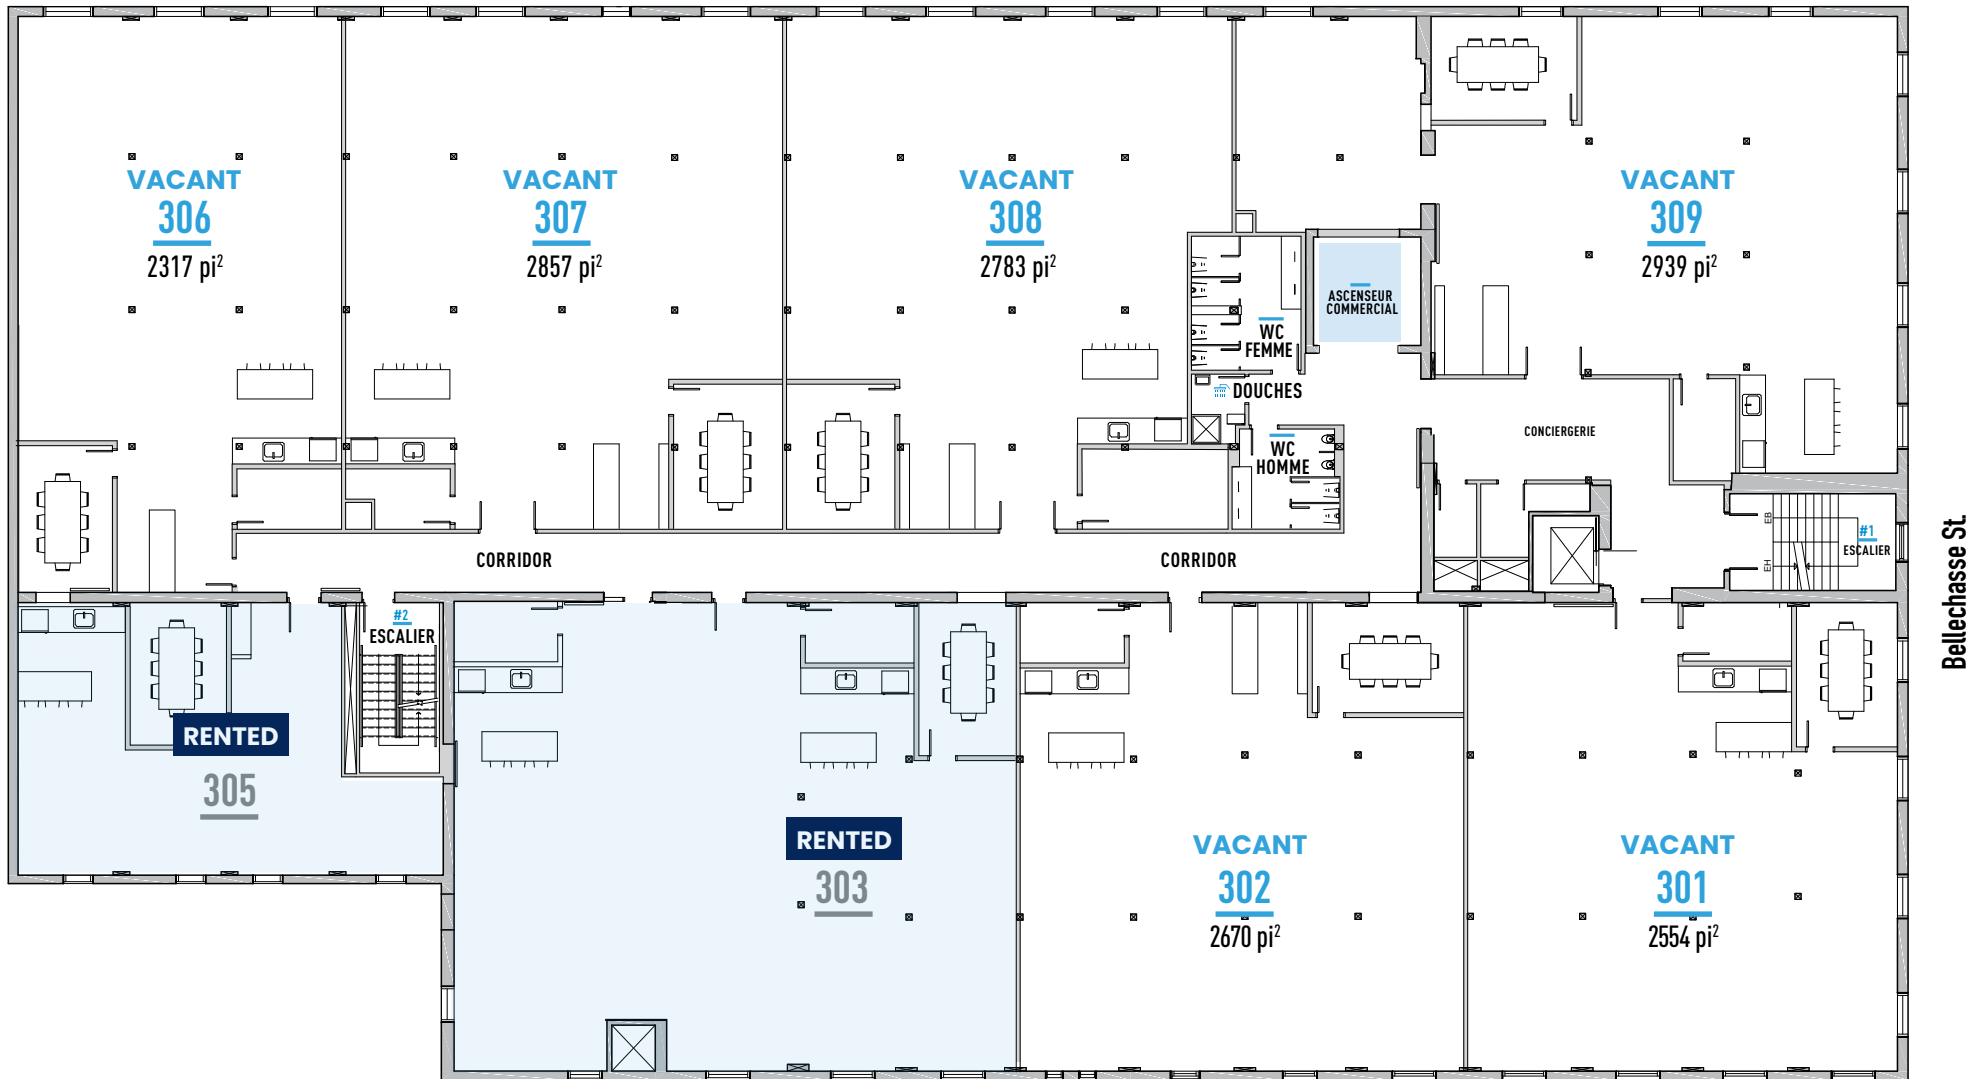 VACANT
306
2317 pi²
VACANT
307
2857 pi²
VACANT
308
2783 pi²
VACANT
309
2939 pi²
ASCENSEUR
COMMERCIAL
WC
FEMME
DOUCHES
WC
HOMME
CONCIERGERIE
CORRIDOR
CORRIDOR
EB
EH
#1
ESCALIER
Bellechasse St.
#2
ESCALIER
RENTED
305
RENTED
303
VACANT
302
2670 pi²
VACANT
301
2554 pi²